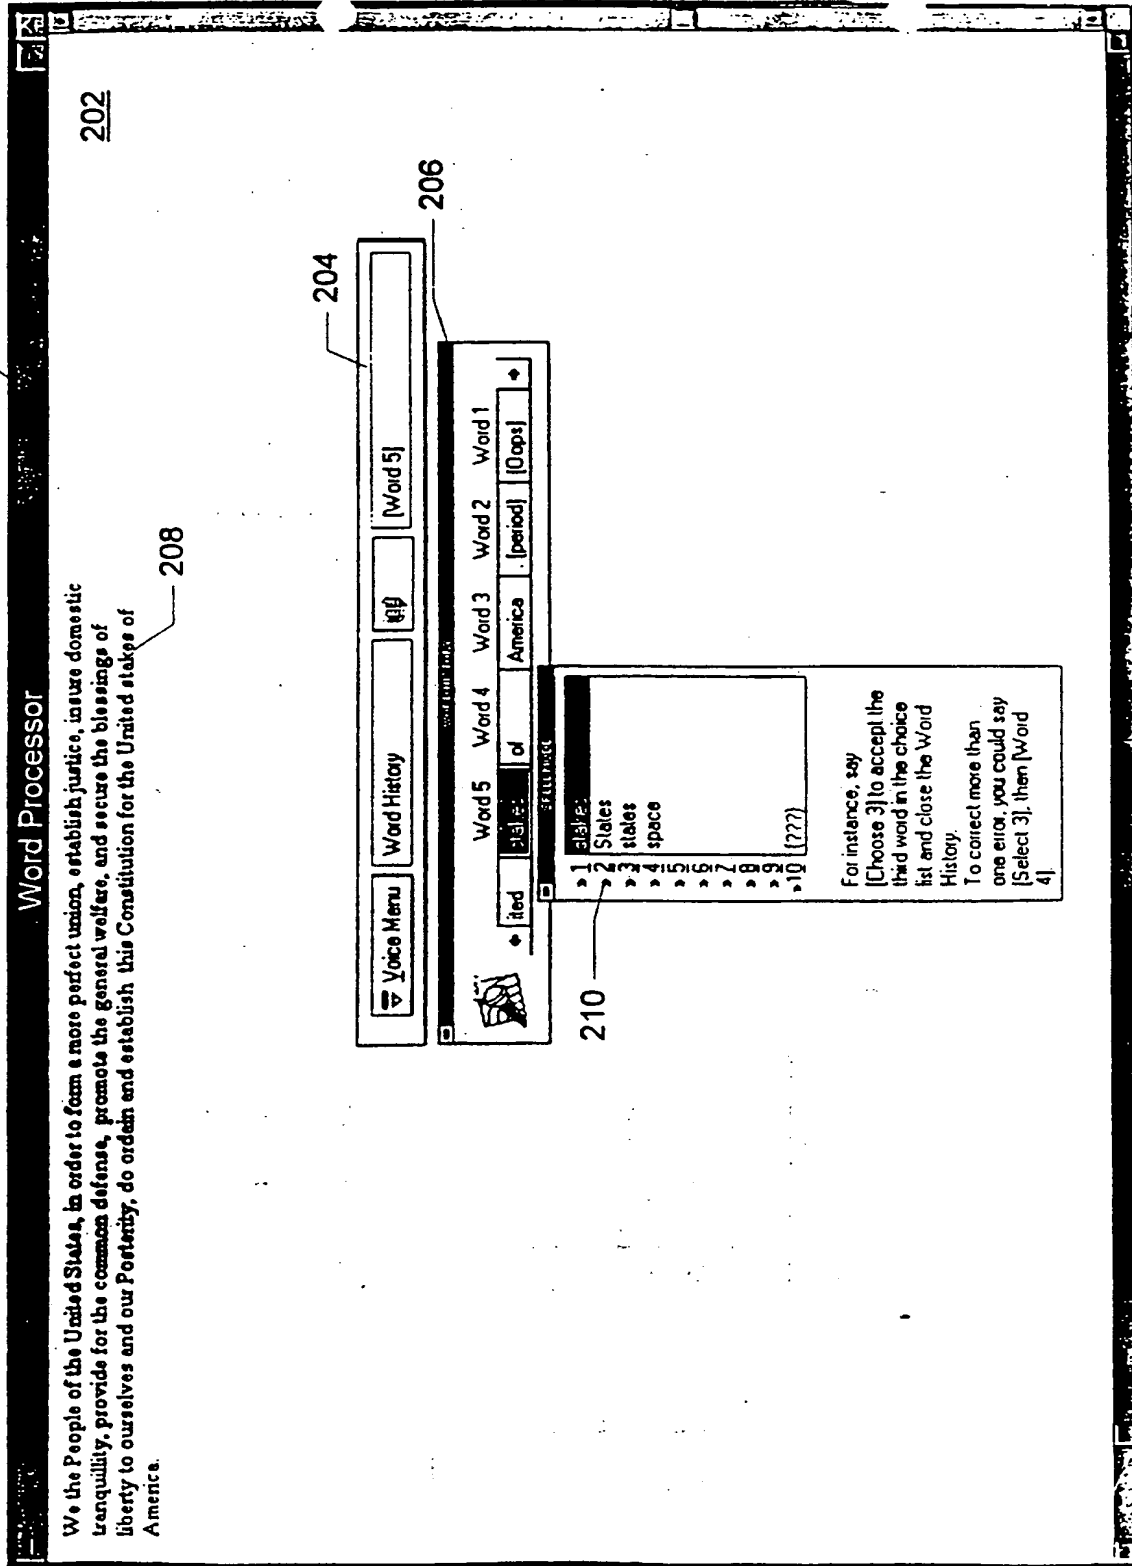 Word Processor
We the People of the United States, in order to form a more perfect union, establish justice, insure domestic
tranquillity, provide for the common defense, promote the general welfare, and secure the blessings of
liberty to ourselves and our Posterity, do ordain and establish this Constitution for the United stakes of
America.
202
208
204
Voice Menu
Word History
[Word 5]
206
Word 5
Word 4
Word 3
Word 2
Word 1
ited
stakes
of
America
. [period]
[Oops]
210
1 stakes
2 States
3 states
4 space
5
6
7
8
9
10 [???]
For instance, say
[Choose 3] to accept the
third word in the choice
list and close the Word
History.
To correct more than
one error, you could say
[Select 3], then [Word
4].